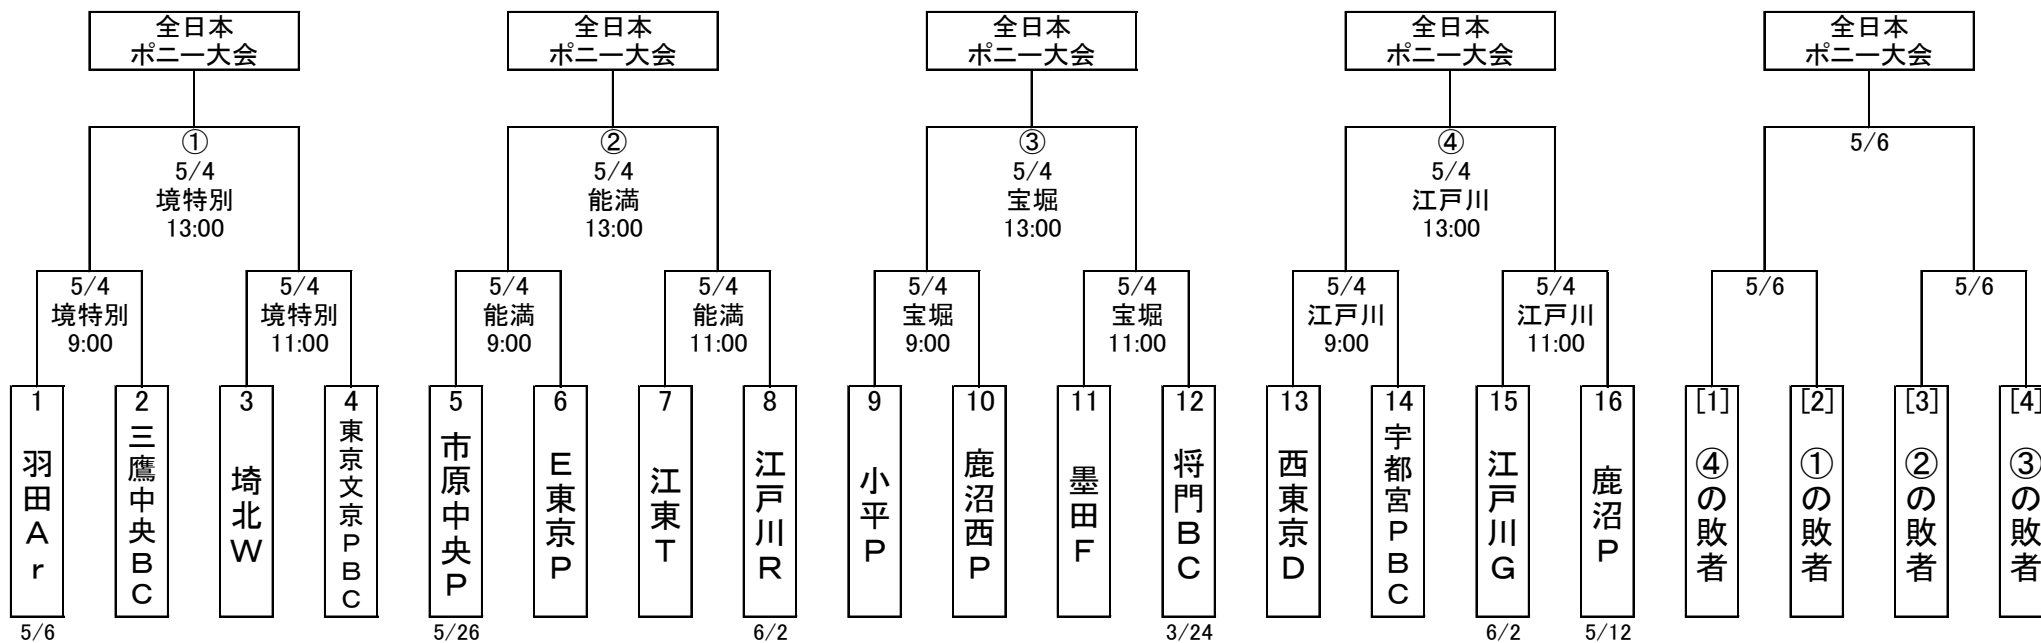 全日本
ポニー大会
全日本
ポニー大会
全日本
ポニー大会
全日本
ポニー大会
全日本
ポニー大会
①
5/4
境特別
13:00
②
5/4
能満
13:00
③
5/4
宝堀
13:00
④
5/4
江戸川
13:00
5/6
5/4
境特別
9:00
5/4
境特別
11:00
5/4
能満
9:00
5/4
能満
11:00
5/4
宝堀
9:00
5/4
宝堀
11:00
5/4
江戸川
9:00
5/4
江戸川
11:00
5/6
5/6
1
羽田Ar
2
三鷹中央BC
3
埼北W
4
東京文京PBC
5
市原中央P
6
E東京P
7
江東T
8
江戸川R
9
小平P
10
鹿沼西P
11
墨田F
12
将門BC
13
西東京D
14
宇都宮PBC
15
江戸川G
16
鹿沼P
[1]
④の敗者
[2]
①の敗者
[3]
②の敗者
[4]
③の敗者
5/6
5/26
6/2
3/24
6/2
5/12